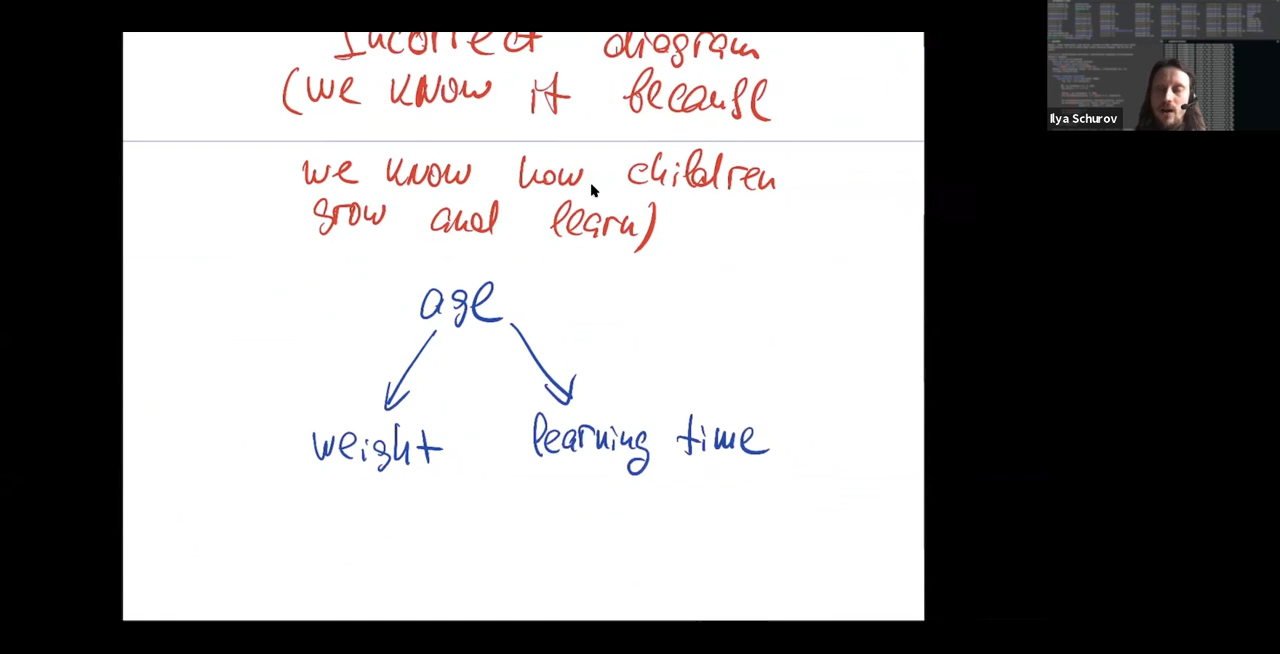 Incorrect diagram
(we know it because
we know how children
grow and learn)
age
weight learning time
Ilya Schurov